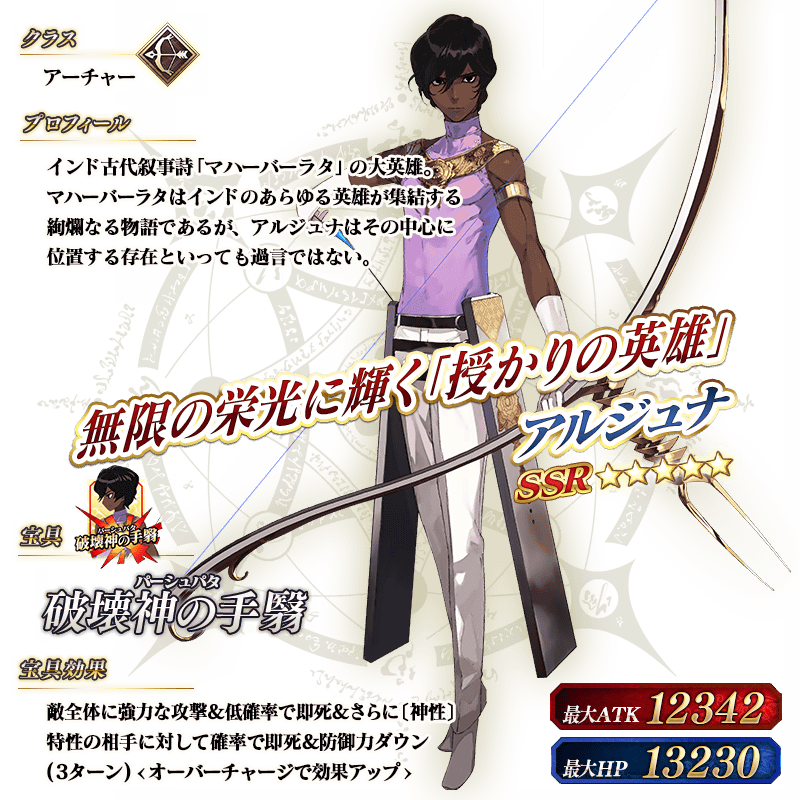 クラス
アーチャー
プロフィール
インド古代叙事詩「マハーバーラタ」の大英雄。
マハーバーラタはインドのあらゆる英雄が集結する
絢爛なる物語であるが、アルジュナはその中心に
位置する存在といっても過言ではない。
無限の栄光に輝く「授かりの英雄」
アルジュナ
SSR ☆☆☆☆☆
宝具
パーシュパタ
破壊神の手翳
パーシュパタ
破壊神の手翳
宝具効果
敵全体に強力な攻撃&低確率で即死&さらに〔神性〕
特性の相手に対して確率で即死&防御力ダウン
(3ターン)<オーバーチャージで効果アップ>
最大ATK 12342
最大HP 13230